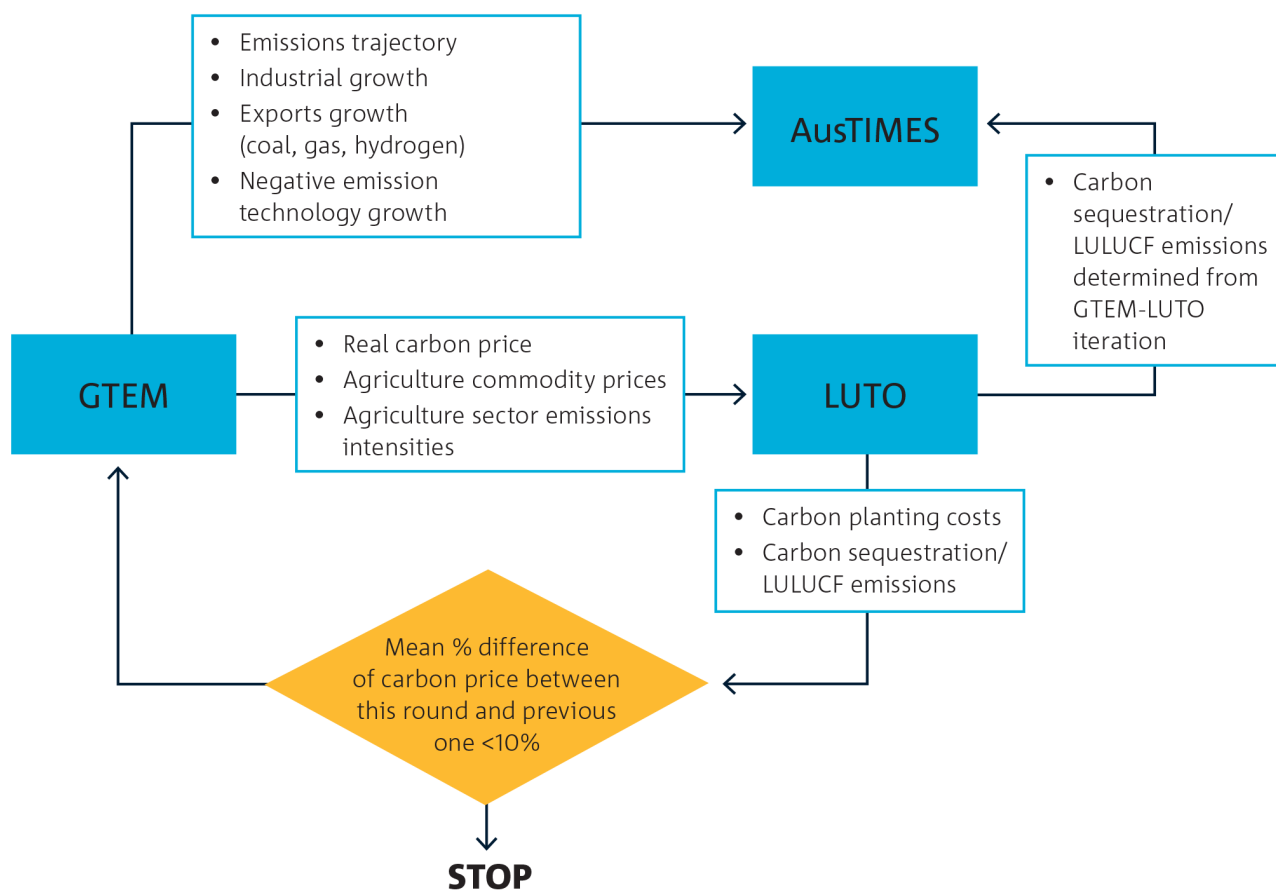 • Emissions trajectory
• Industrial growth
• Exports growth
(coal, gas, hydrogen)
• Negative emission
technology growth
AusTIMES
• Carbon
sequestration/
LULUCF emissions
determined from
GTEM-LUTO
iteration
GTEM
• Real carbon price
• Agriculture commodity prices
• Agriculture sector emissions
intensities
LUTO
• Carbon planting costs
• Carbon sequestration/
LULUCF emissions
Mean % difference
of carbon price between
this round and previous
one <10%
STOP